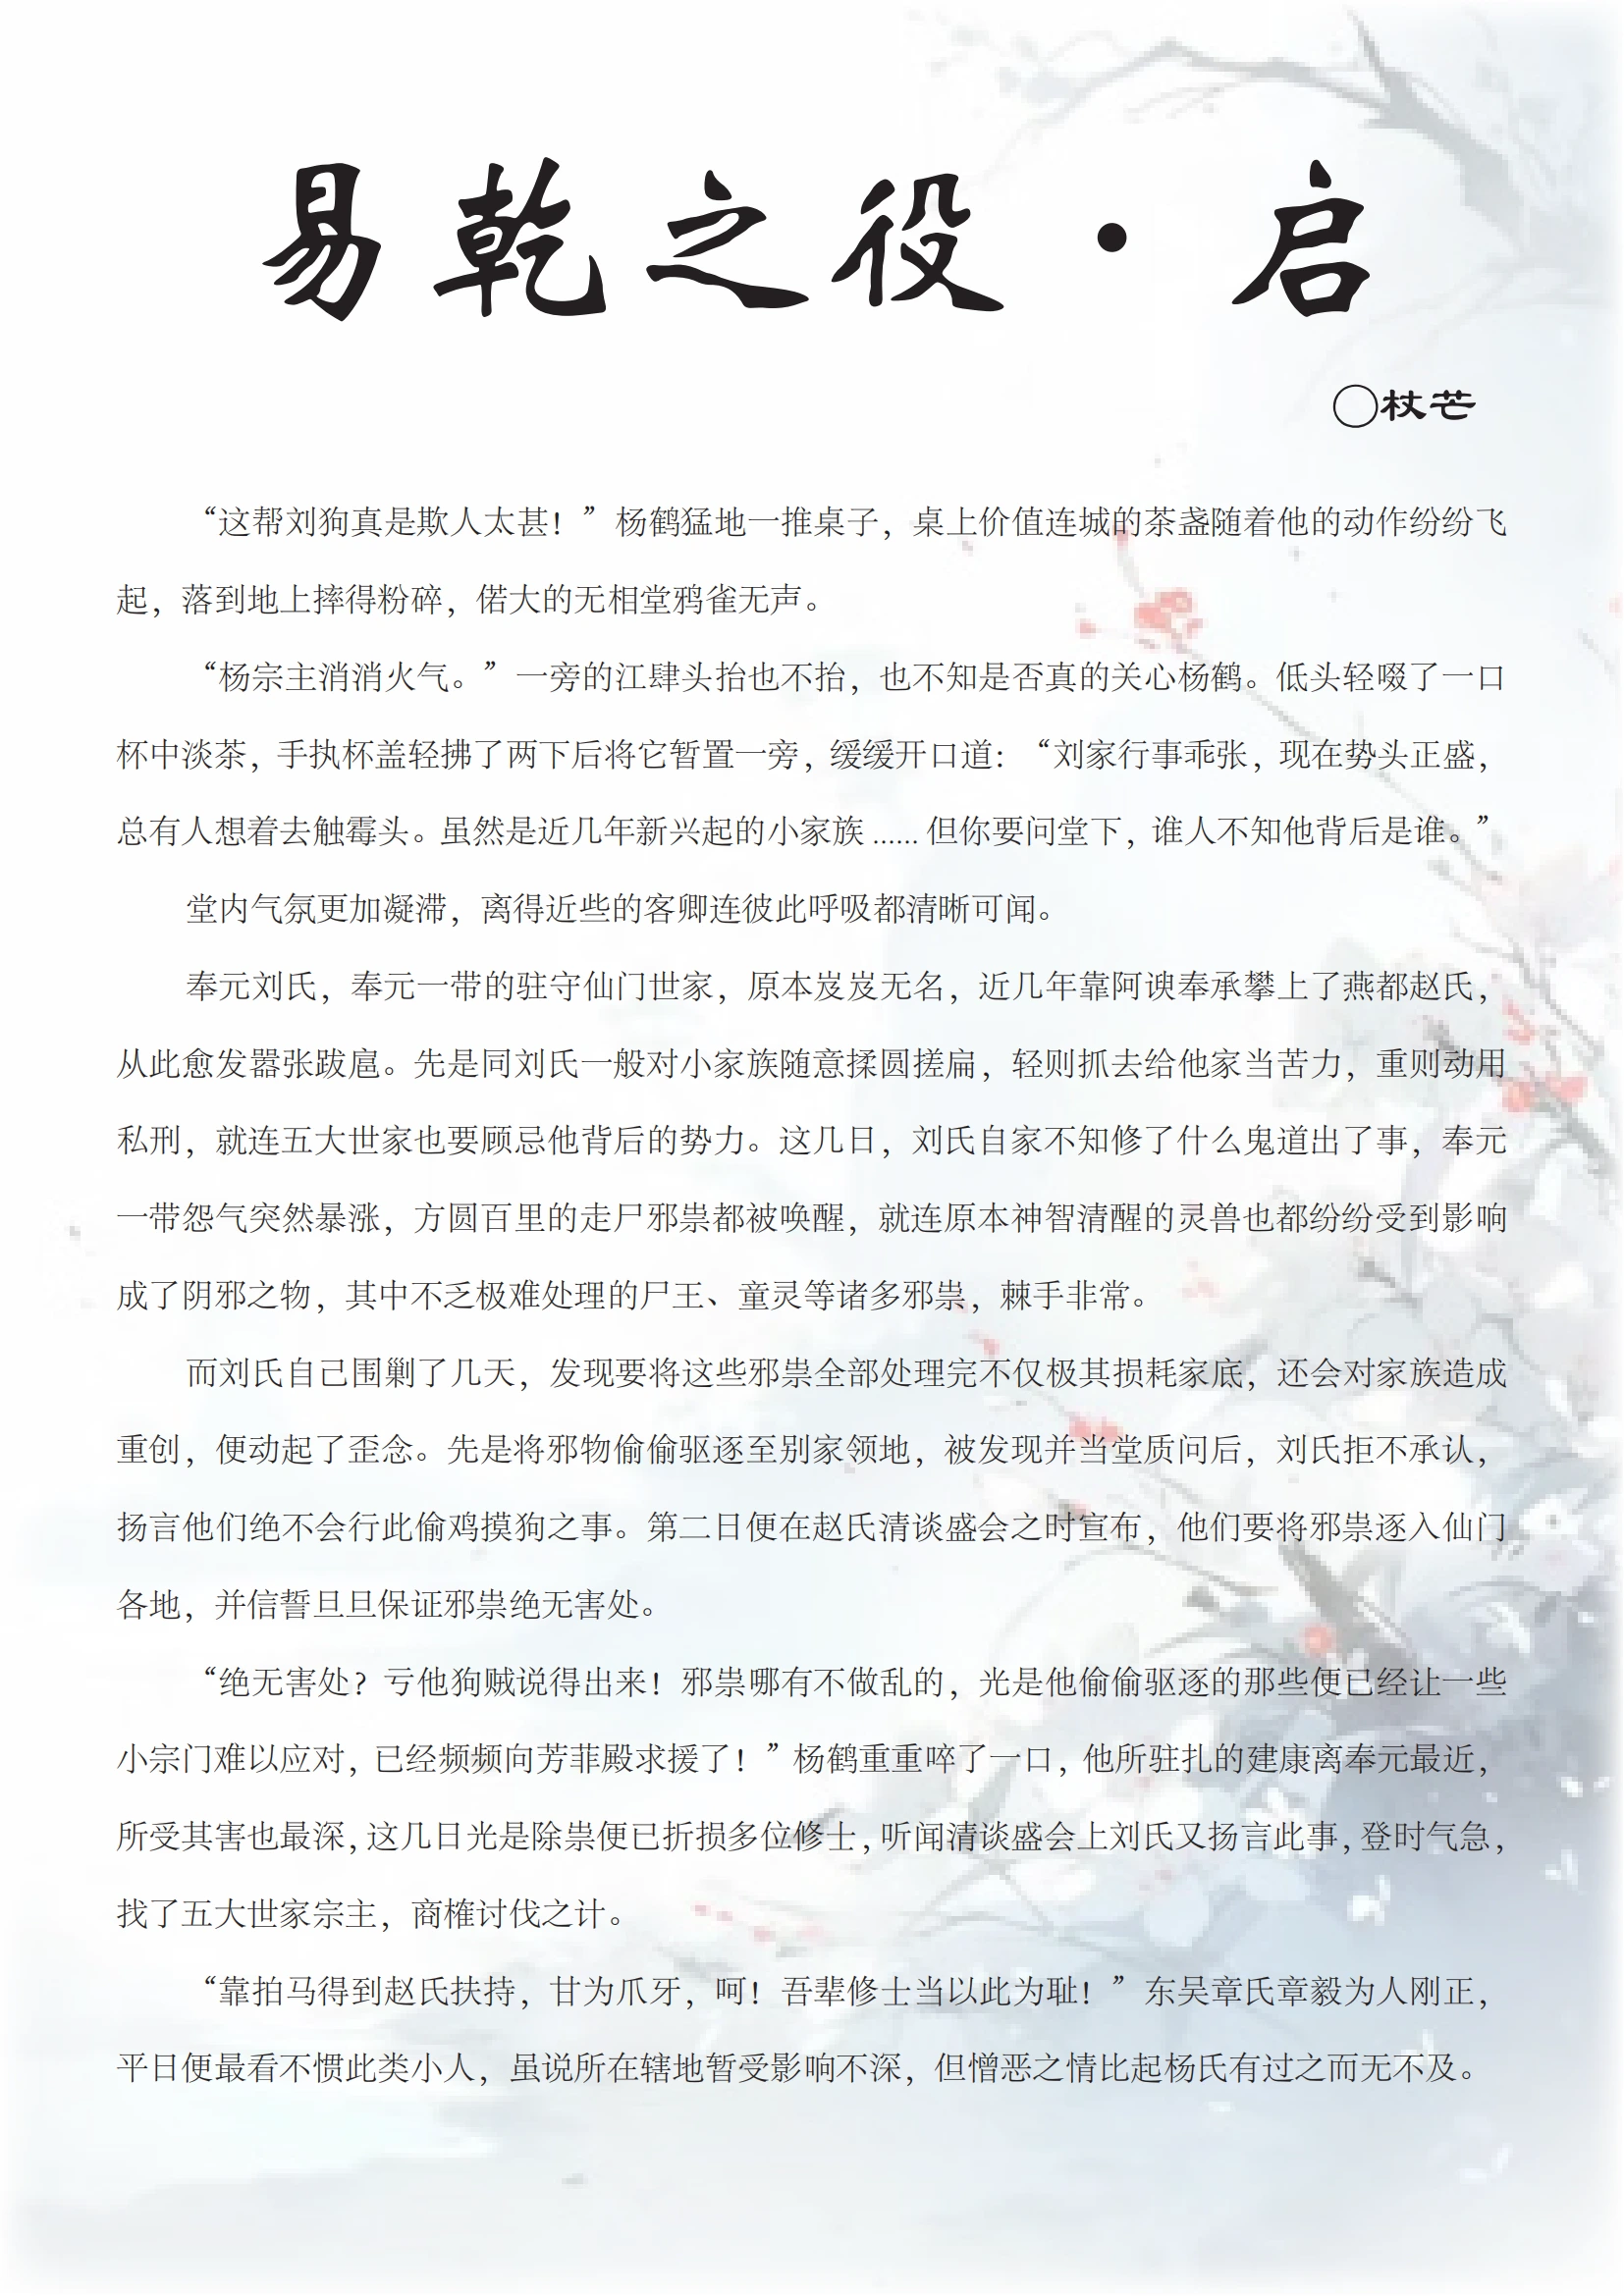 易乾之役·启
○杖芒
“这帮刘狗真是欺人太甚！”杨鹤猛地一推桌子，桌上价值连城的茶盏随着他的动作纷纷飞
起，落到地上摔得粉碎，偌大的无相堂鸦雀无声。
“杨宗主消消火气。”一旁的江肆头抬也不抬，也不知是否真的关心杨鹤。低头轻啜了一口
杯中淡茶，手执杯盖轻拂了两下后将它暂置一旁，缓缓开口道：“刘家行事乖张，现在势头正盛，
总有人想着去触霉头。虽然是近几年新兴起的小家族......但你要问堂下，谁人不知他背后是谁。”
堂内气氛更加凝滞，离得近些的客卿连彼此呼吸都清晰可闻。
奉元刘氏，奉元一带的驻守仙门世家，原本岌岌无名，近几年靠阿谀奉承攀上了燕都赵氏，
从此愈发嚣张跋扈。先是同刘氏一般对小家族随意揉圆搓扁，轻则抓去给他家当苦力，重则动用
私刑，就连五大世家也要顾忌他背后的势力。这几日，刘氏自家不知修了什么鬼道出了事，奉元
一带怨气突然暴涨，方圆百里的走尸邪祟都被唤醒，就连原本神智清醒的灵兽也都纷纷受到影响
成了阴邪之物，其中不乏极难处理的尸王、童灵等诸多邪祟，棘手非常。
而刘氏自己围剿了几天，发现要将这些邪祟全部处理完不仅极其损耗家底，还会对家族造成
重创，便动起了歪念。先是将邪物偷偷驱逐至别家领地，被发现并当堂质问后，刘氏拒不承认，
扬言他们绝不会行此偷鸡摸狗之事。第二日便在赵氏清谈盛会之时宣布，他们要将邪祟逐入仙门
各地，并信誓旦旦保证邪祟绝无害处。
“绝无害处？亏他狗贼说得出来！邪祟哪有不做乱的，光是他偷偷驱逐的那些便已经让一些
小宗门难以应对，已经频频向芳菲殿求援了！”杨鹤重重啐了一口，他所驻扎的建康离奉元最近，
所受其害也最深，这几日光是除祟便已折损多位修士，听闻清谈盛会上刘氏又扬言此事，登时气急，
找了五大世家宗主，商榷讨伐之计。
“靠拍马得到赵氏扶持，甘为爪牙，呵！吾辈修士当以此为耻！”东吴章氏章毅为人刚正，
平日便最看不惯此类小人，虽说所在辖地暂受影响不深，但憎恶之情比起杨氏有过之而无不及。